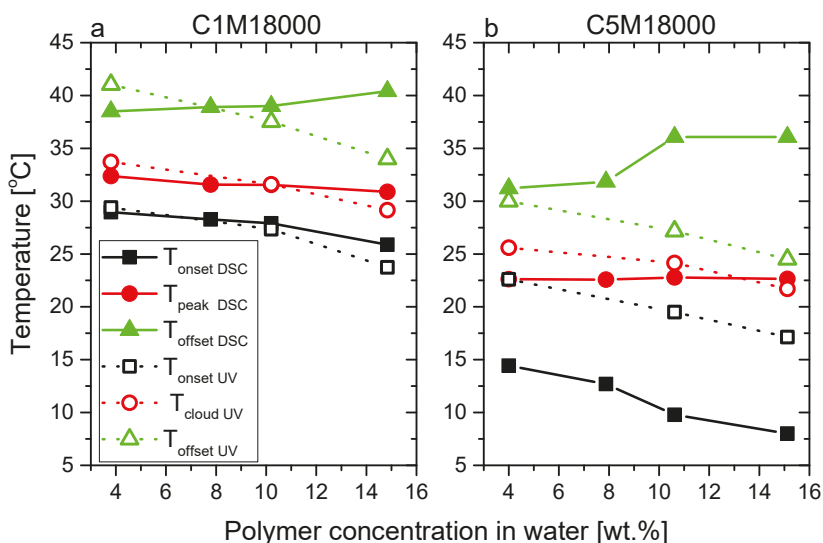 a C1M18000
b C5M18000
Temperature [°C]
45
40
35
30
25
20
15
10
5
T onset DSC
T peak DSC
T offset DSC
T onset UV
T cloud UV
T offset UV
4 6 8 10 12 14 16
45
40
35
30
25
20
15
10
5
4 6 8 10 12 14 16
Polymer concentration in water [wt.%]